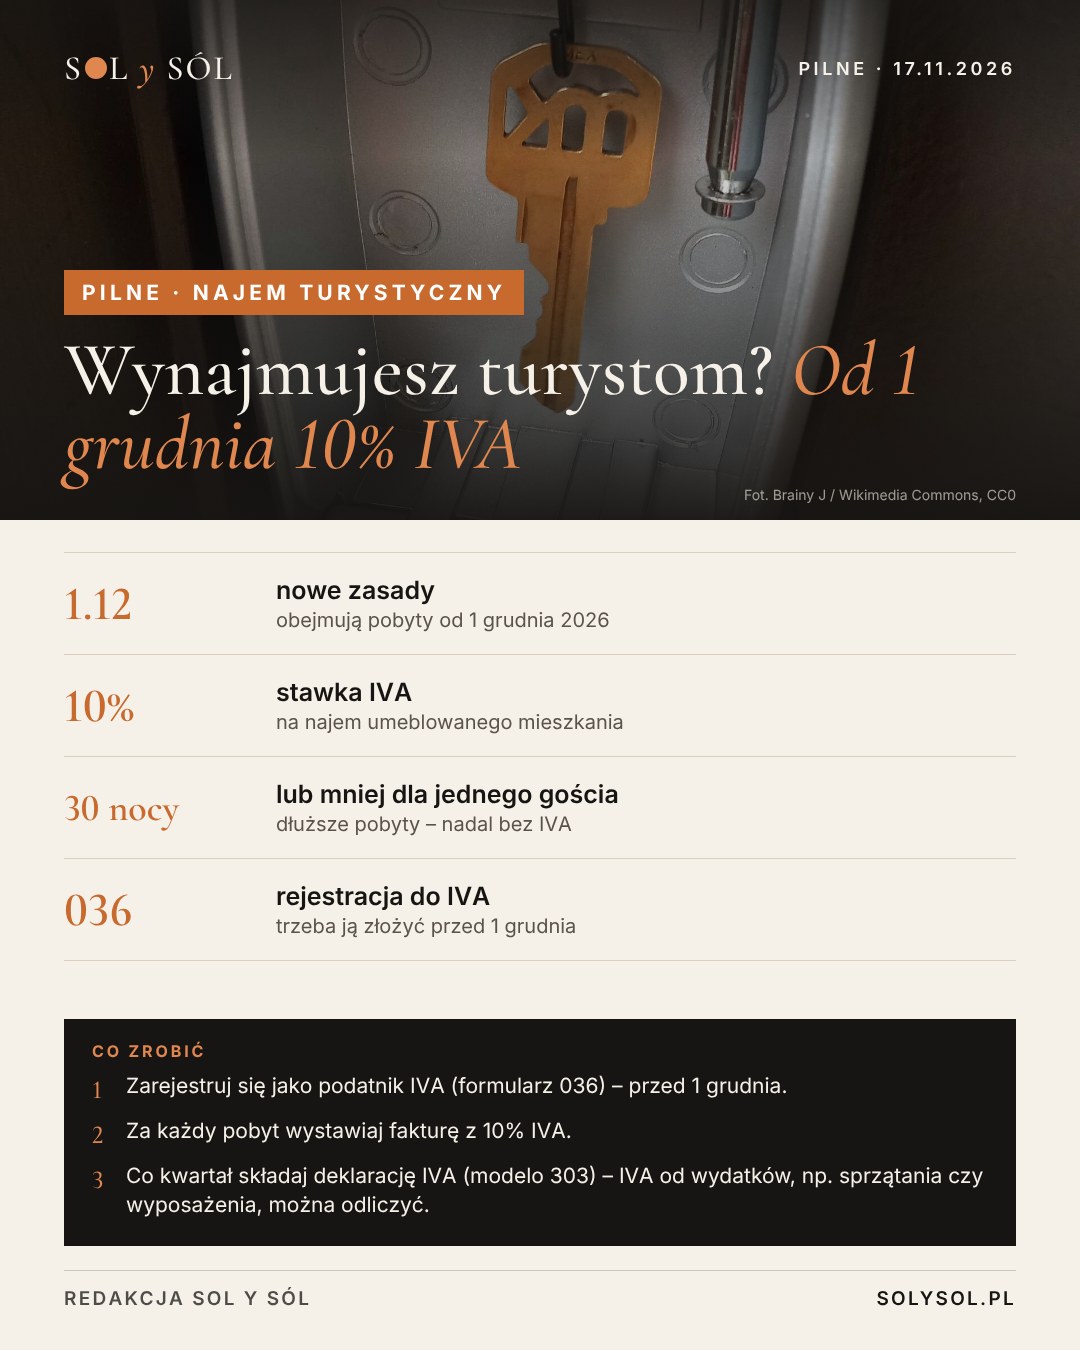 SOL y SÓL
PILNE · 17.11.2026
PILNE · NAJEM TURYSTYCZNY
Wynajmujesz turystom? Od 1
grudnia 10% IVA
Fot. Brainy J / Wikimedia Commons, CC0
1.12
nowe zasady
obejmują pobyty od 1 grudnia 2026
10%
stawka IVA
na najem umeblowanego mieszkania
30 nocy
lub mniej dla jednego gościa
dłuższe pobyty – nadal bez IVA
036
rejestracja do IVA
trzeba ją złożyć przed 1 grudnia
CO ZROBIĆ
1 Zarejestruj się jako podatnik IVA (formularz 036) – przed 1 grudnia.
2 Za każdy pobyt wystawiaj fakturę z 10% IVA.
3 Co kwartał składaj deklarację IVA (modelo 303) – IVA od wydatków, np. sprzątania czy
wyposażenia, można odliczyć.
REDAKCJA SOL Y SÓL
SOLYSOL.PL